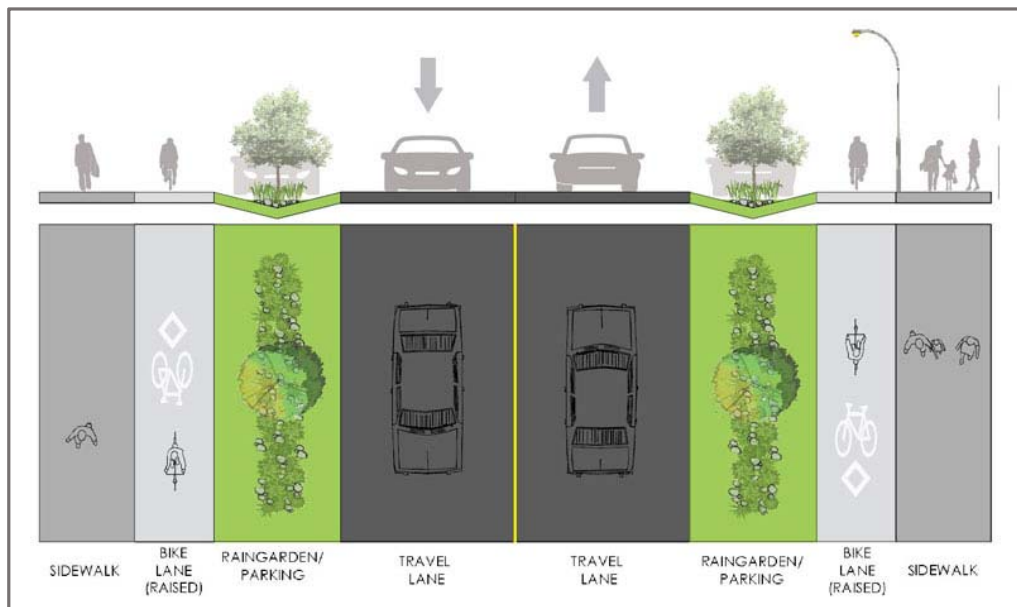 SIDEWALK
BIKE
LANE
(RAISED)
RAINGARDEN/
PARKING
TRAVEL
LANE
TRAVEL
LANE
RAINGARDEN/
PARKING
BIKE
LANE
(RAISED)
SIDEWALK